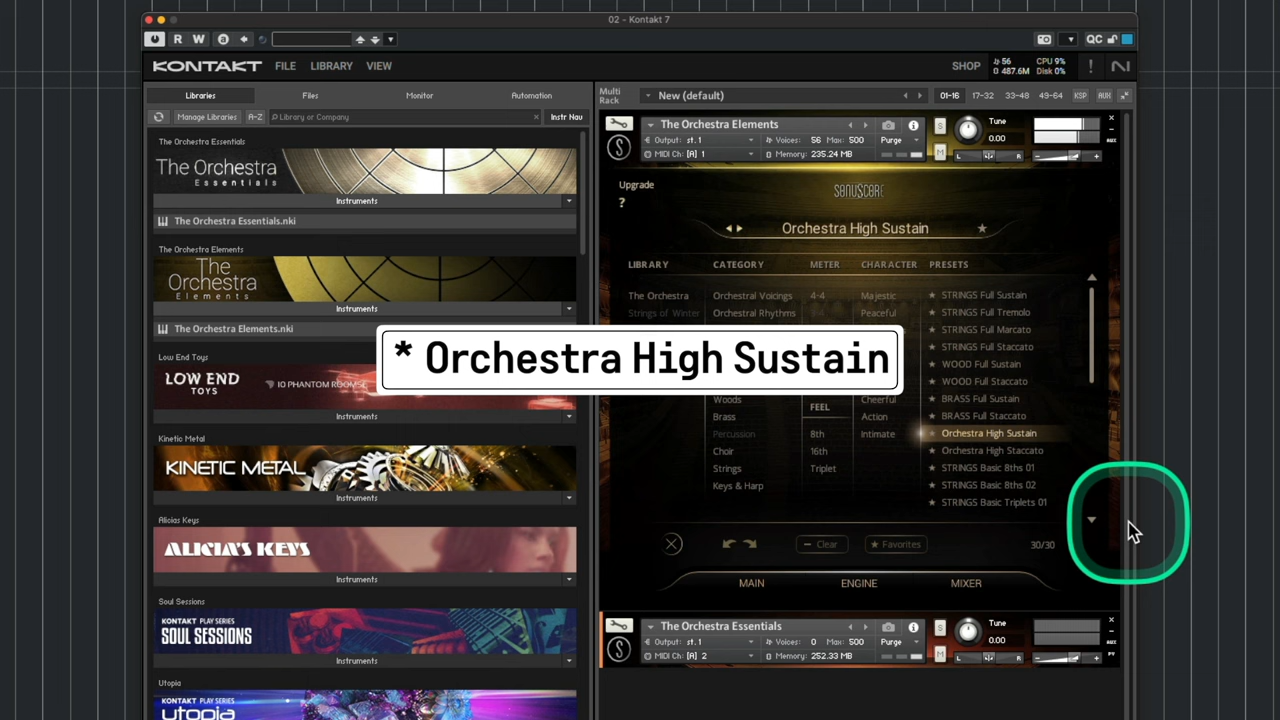 02 - Kontakt 7
R W a QC
KONTAKT FILE LIBRARY VIEW SHOP 56 487.6M CPU 9% Disk 0% !
Libraries Files Monitor Automation
Manage Libraries A-Z Library or Company × Instr Nav
The Orchestra Essentials
The Orchestra
Essentials
Instruments
The Orchestra Essentials.nki
The Orchestra Elements
The
Orchestra
Elements
Instruments
The Orchestra Elements.nki
Low End Toys
LOW END
TOYS
Instruments
Kinetic Metal
KINETIC METAL
Instruments
Alicias Keys
ALICIA'S KEYS
Instruments
Soul Sessions
KONTAKT PLAY SERIES
SOUL SESSIONS
Instruments
Utopia
KONTAKT PLAY SERIES
utopia
Multi
Rack
New (default) 01-16 17-32 33-48 49-64 KSP AUX
The Orchestra Elements
Output: st.1 Voices: 56 Max: 500 Purge
MIDI Ch: [A] 1 Memory: 235.24 MB
S
M
Tune
0.00
L R - +
AUX
Upgrade
?
SONUSCORE
Orchestra High Sustain
LIBRARY CATEGORY METER CHARACTER PRESETS
The Orchestra Orchestral Voicings 4-4 Majestic STRINGS Full Sustain
Strings of Winter Orchestral Rhythms 3-4 Peaceful STRINGS Full Tremolo
STRINGS Full Marcato
* Orchestra High Sustain
STRINGS Full Staccato
WOOD Full Sustain
WOOD Full Staccato
Woods Cheerful BRASS Full Sustain
Brass FEEL Action BRASS Full Staccato
Percussion 8th Intimate Orchestra High Sustain
Choir 16th Orchestra High Staccato
Strings Triplet STRINGS Basic 8ths 01
Keys & Harp STRINGS Basic 8ths 02
STRINGS Basic Triplets 01
Clear Favorites 30/30
MAIN ENGINE MIXER
The Orchestra Essentials
Output: st.1 Voices: 0 Max: 500 Purge
MIDI Ch: [A] 2 Memory: 252.33 MB
S
M
Tune
0.00
L R - +
AUX
PV